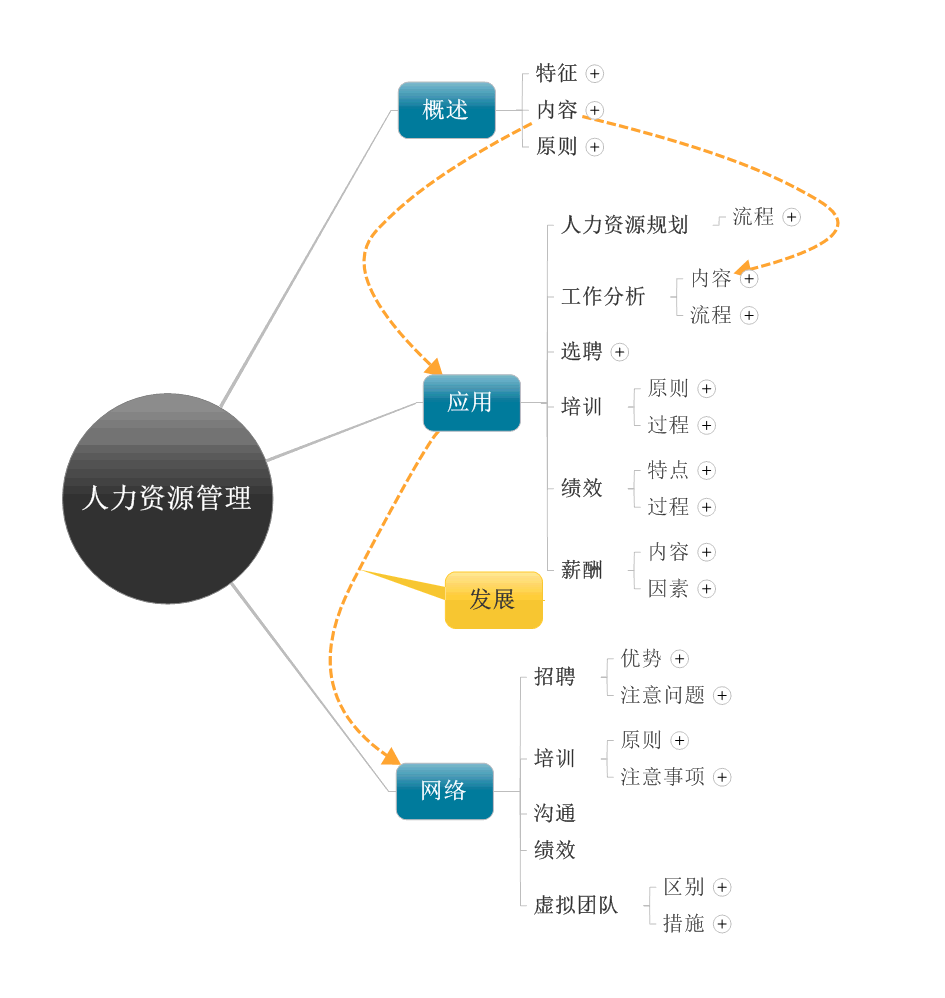 人力资源管理
概述
特征
内容
原则
应用
人力资源规划
流程
工作分析
内容
流程
选聘
培训
原则
过程
绩效
特点
过程
薪酬
内容
因素
发展
网络
招聘
优势
注意问题
培训
原则
注意事项
沟通
绩效
虚拟团队
区别
措施